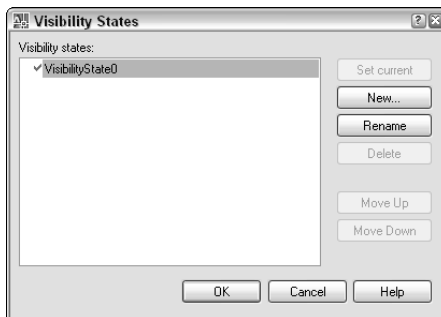 Visibility States
Visibility states:
VisibilityState0
Set current
New...
Rename
Delete
Move Up
Move Down
OK
Cancel
Help